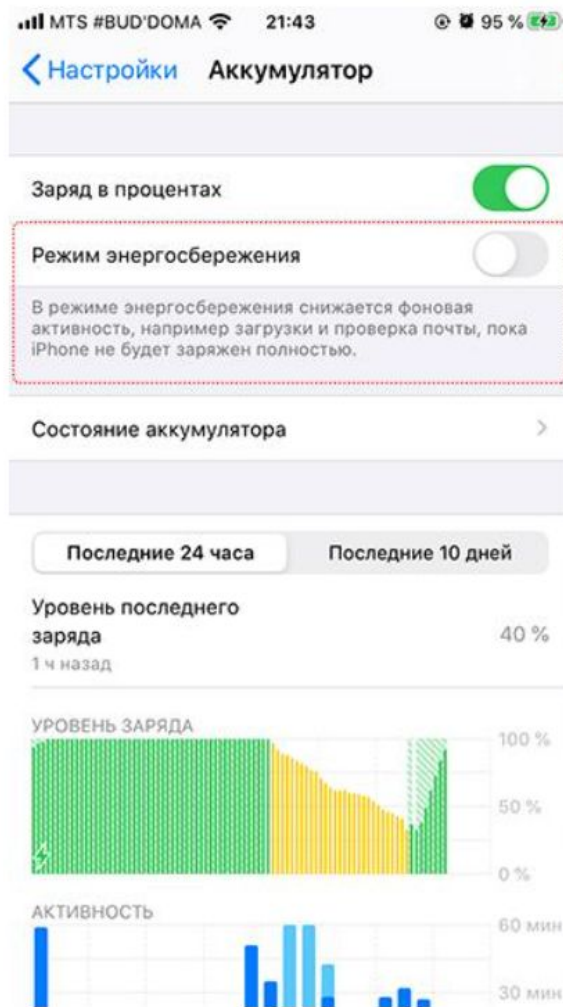 MTS #BUD'DOMA 21:43 95 %
Настройки Аккумулятор
Заряд в процентах
Режим энергосбережения
В режиме энергосбережения снижается фоновая
активность, например загрузки и проверка почты, пока
iPhone не будет заряжен полностью.
Состояние аккумулятора
Последние 24 часа Последние 10 дней
Уровень последнего
заряда
40 %
1 ч назад
УРОВЕНЬ ЗАРЯДА
100 %
50 %
0 %
АКТИВНОСТЬ
60 мин
30 мин